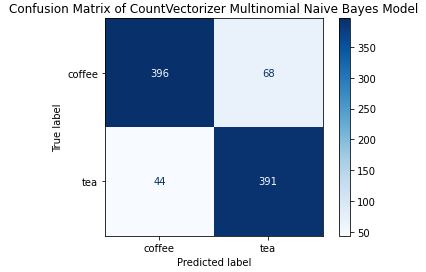 Confusion Matrix of CountVectorizer Multinomial Naive Bayes Model
coffee
396
68
tea
44
391
True label
coffee
tea
Predicted label
350
300
250
200
150
100
50